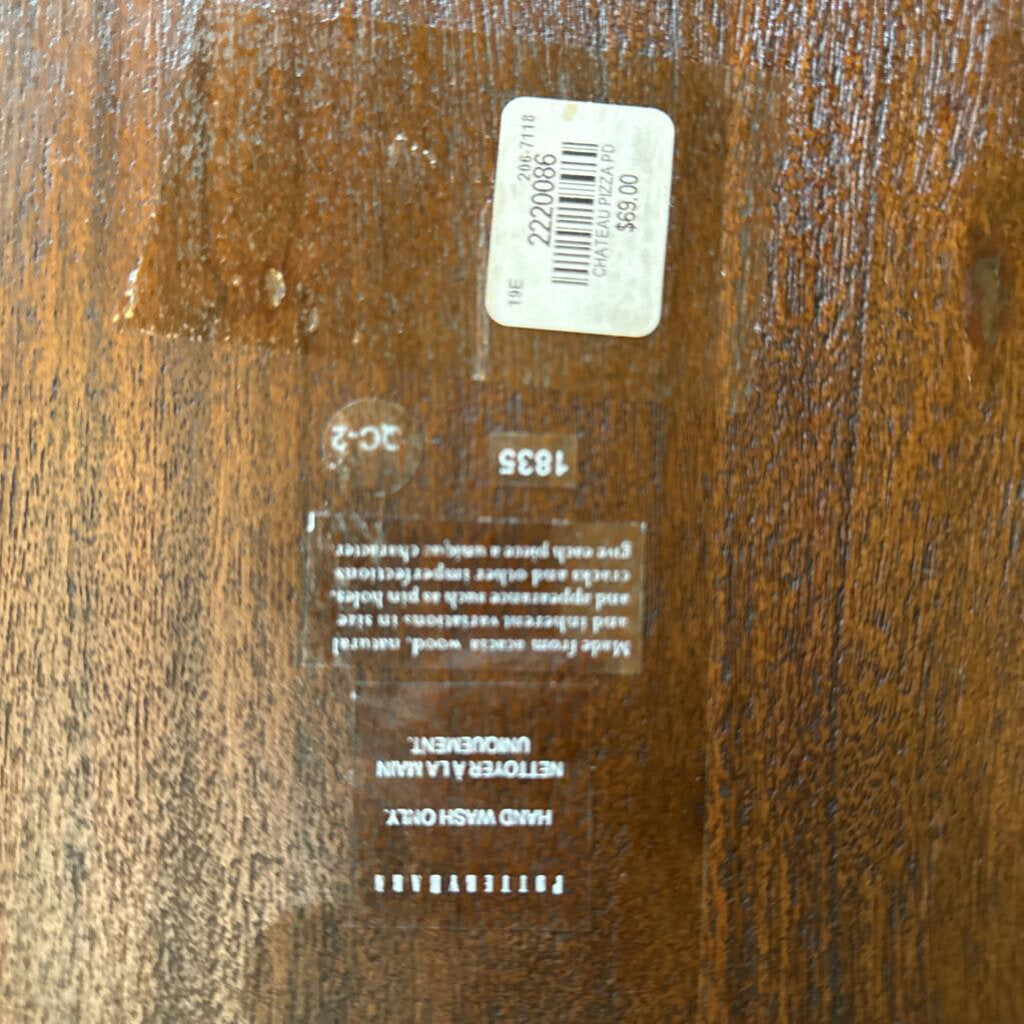 POTTERYBARN
HAND WASH ONLY.
NETTOYER À LA MAIN
UNIQUEMENT.
Made from acacia wood, natural
and inherent variations in size
and appearance such as pin holes,
cracks and other imperfections
give each piece a unique character
1835
QC-2
19E 206-7118
2220086
CHATEAU PIZZA PD
$69.00